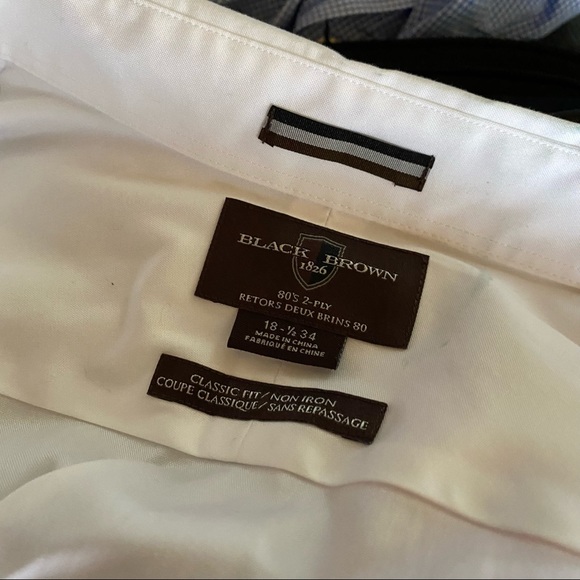 BLACK BROWN
1826
80'S 2-PLY
RETORS DEUX BRINS 80
18 - ½ 34
MADE IN CHINA
FABRIQUÉ EN CHINE
CLASSIC FIT / NON IRON
COUPE CLASSIQUE / SANS REPASSAGE